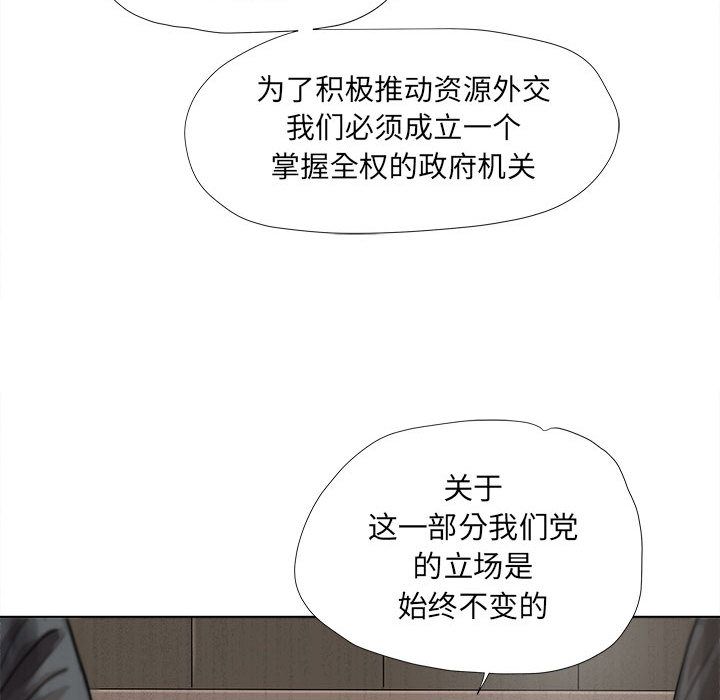 为了积极推动资源外交
我们必须成立一个
掌握全权的政府机关
关于
这一部分我们党
的立场是
始终不变的